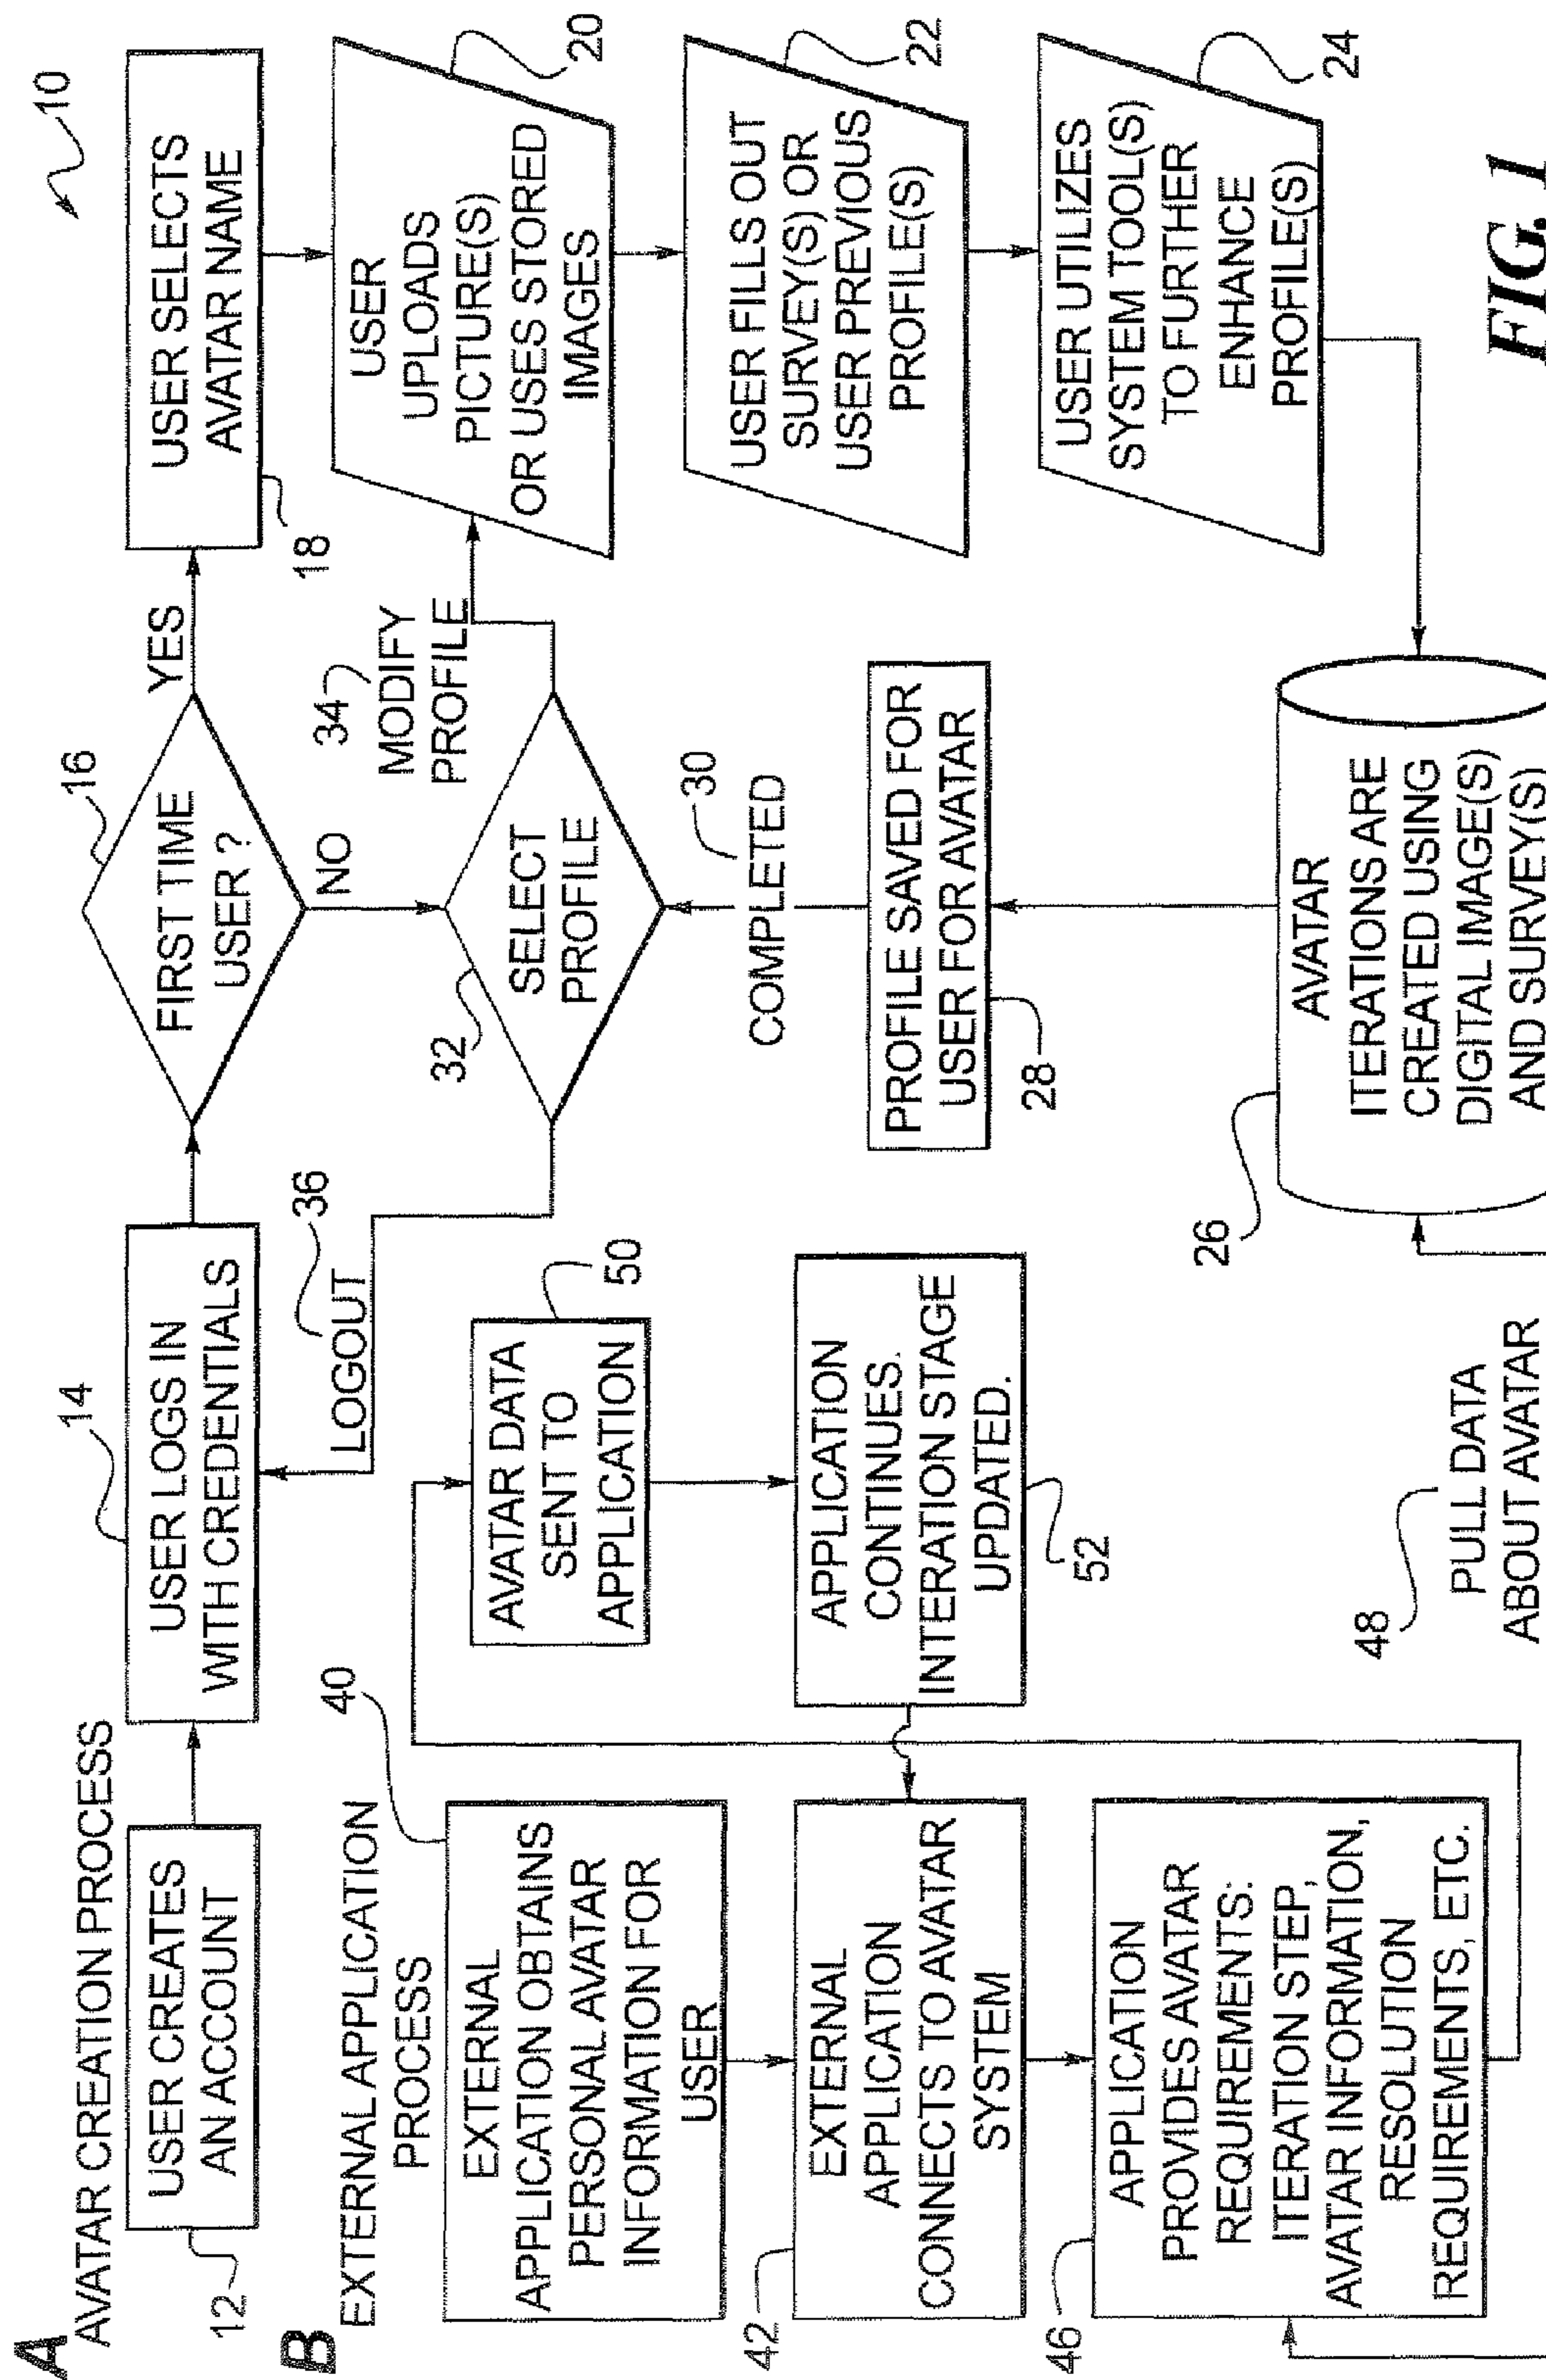 A
AVATAR CREATION PROCESS
10
12
USER CREATES
AN ACCOUNT
14
USER LOGS IN
WITH CREDENTIALS
16
FIRST TIME
USER ?
YES
NO
18
USER SELECTS
AVATAR NAME
20
USER
UPLOADS
PICTURE(S)
OR USES STORED
IMAGES
22
USER FILLS OUT
SURVEY(S) OR
USER PREVIOUS
PROFILE(S)
24
USER UTILIZES
SYSTEM TOOL(S)
TO FURTHER
ENHANCE
PROFILE(S)
26
AVATAR
ITERATIONS ARE
CREATED USING
DIGITAL IMAGE(S)
AND SURVEY(S)
28
PROFILE SAVED FOR
USER FOR AVATAR
30
COMPLETED
32
SELECT
PROFILE
34
MODIFY
PROFILE
36
LOGOUT
B
EXTERNAL APPLICATION
PROCESS
40
EXTERNAL
APPLICATION OBTAINS
PERSONAL AVATAR
INFORMATION FOR
USER
42
EXTERNAL
APPLICATION
CONNECTS TO AVATAR
SYSTEM
46
APPLICATION
PROVIDES AVATAR
REQUIREMENTS:
ITERATION STEP,
AVATAR INFORMATION,
RESOLUTION
REQUIREMENTS, ETC.
48
PULL DATA
ABOUT AVATAR
50
AVATAR DATA
SENT TO
APPLICATION
52
APPLICATION
CONTINUES.
INTERATION STAGE
UPDATED.
FIG. 1